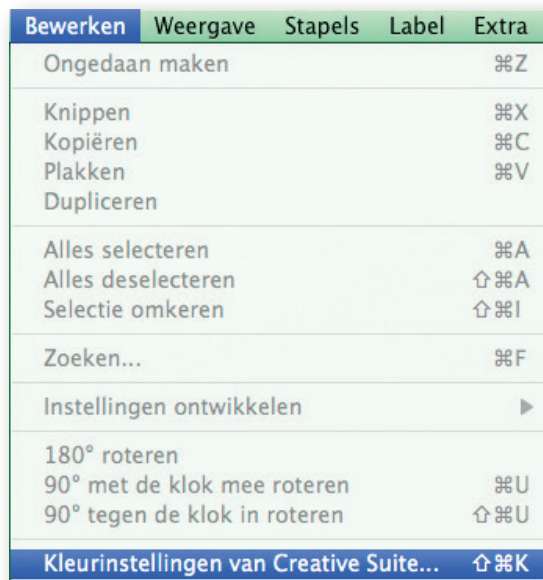 Bewerken Weergave Stapels Label Extra
Ongedaan maken ⌘Z
Knippen ⌘X
Kopiëren ⌘C
Plakken ⌘V
Dupliceren
Alles selecteren ⌘A
Alles deselecteren ⇧⌘A
Selectie omkeren ⇧⌘I
Zoeken... ⌘F
Instellingen ontwikkelen ▶
180° roteren
90° met de klok mee roteren ⌘U
90° tegen de klok in roteren ⇧⌘U
Kleurinstellingen van Creative Suite... ⇧⌘K